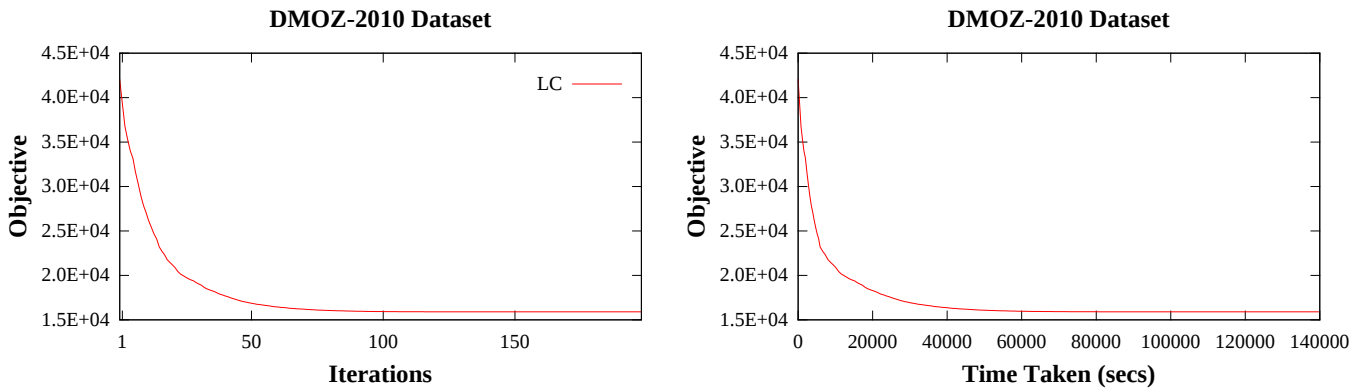 DMOZ-2010 Dataset
4.5E+04
4.0E+04
3.5E+04
3.0E+04
2.5E+04
2.0E+04
1.5E+04
Objective
LC
1 50 100 150
Iterations
DMOZ-2010 Dataset
4.5E+04
4.0E+04
3.5E+04
3.0E+04
2.5E+04
2.0E+04
1.5E+04
Objective
0 20000 40000 60000 80000 100000 120000 140000
Time Taken (secs)